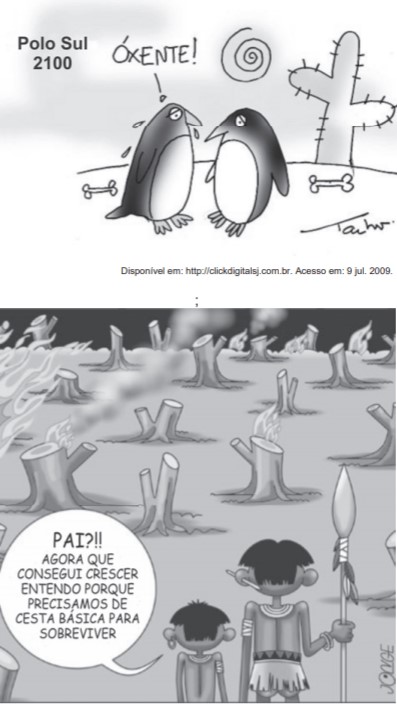 Polo Sul
2100
ÓXENTE!
Disponível em: http://clickdigitalsj.com.br. Acesso em: 9 jul. 2009.
;
PAI?!!
AGORA QUE
CONSEGUI CRESCER
ENTENDO PORQUE
PRECISAMOS DE
CESTA BÁSICA PARA
SOBREVIVER
JORGE